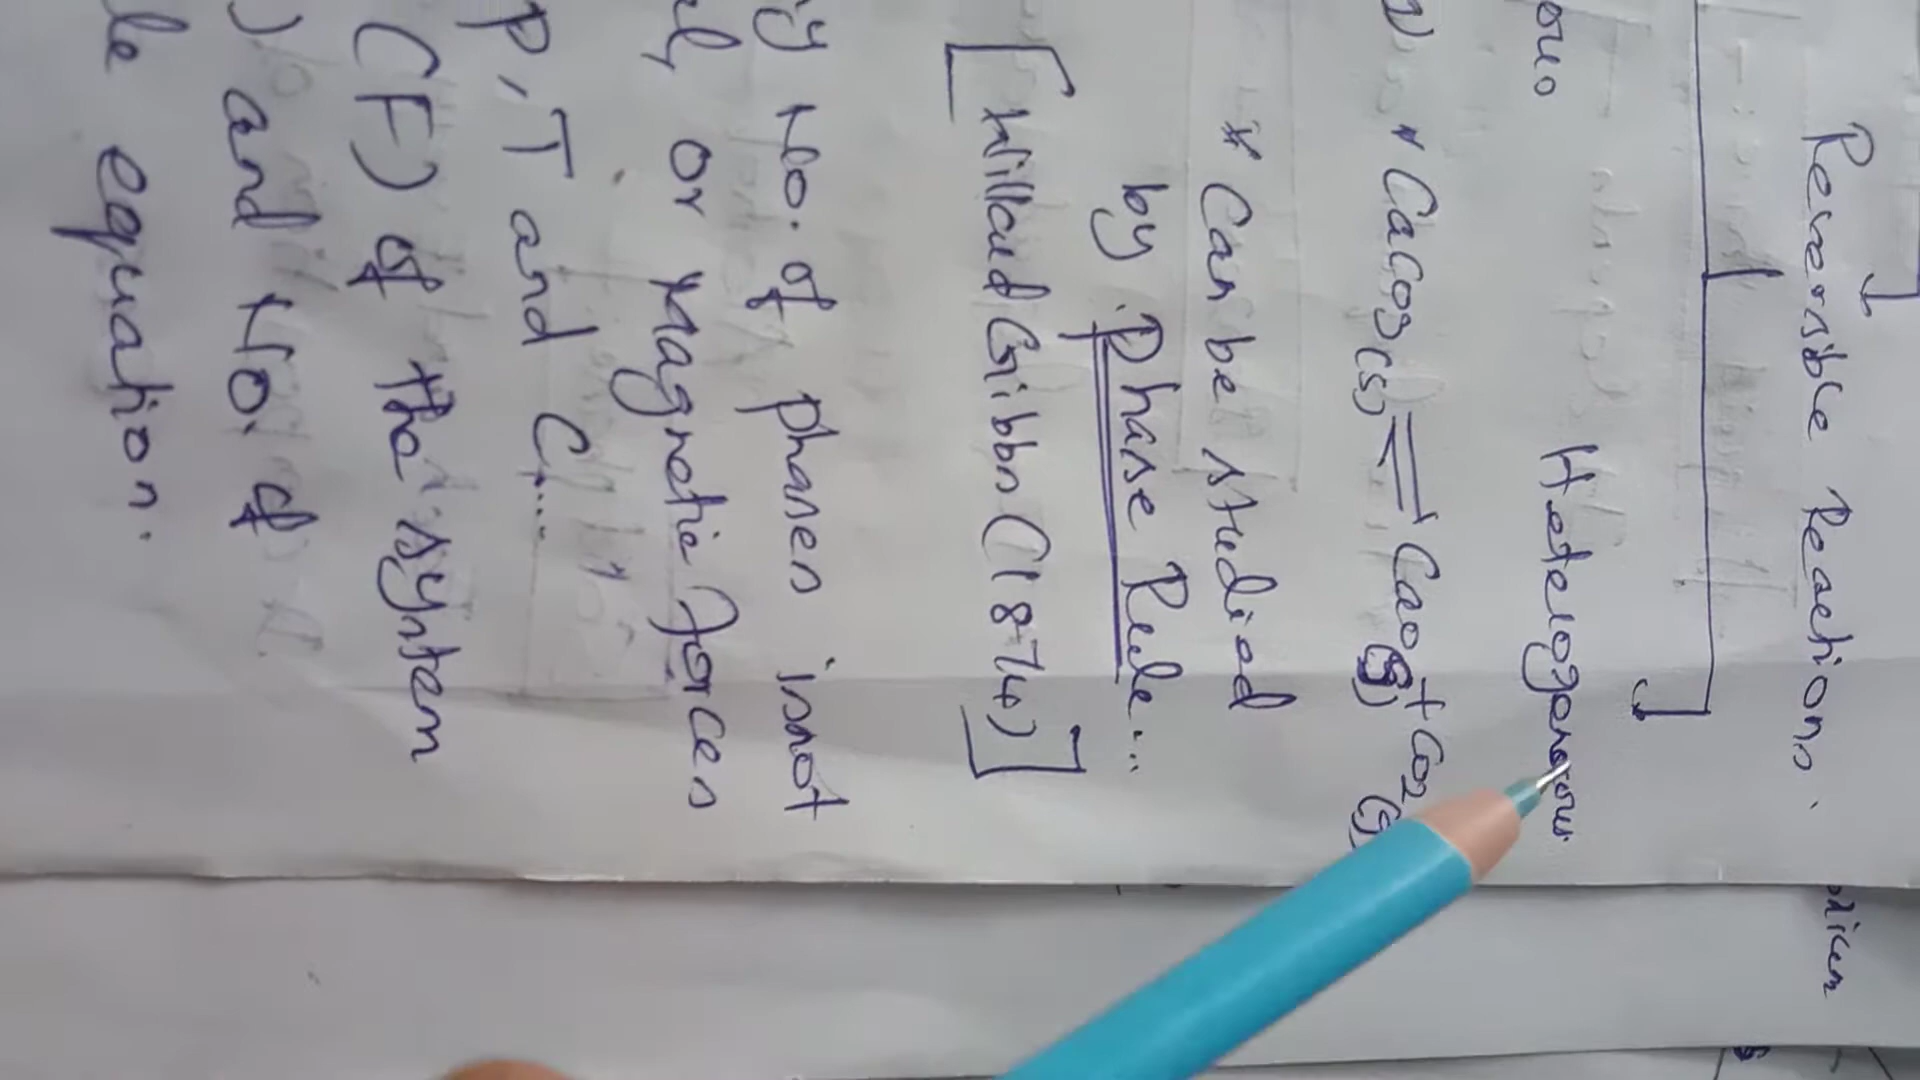 Reversible Reactions.
Heterogeneous
* CaCO3(s) ⇌ CaO(s) + CO2(g)
* Can be studied
by Phase Rule...
[Willard Gibbs (1874)]
No. of phases is not
or Magnetic forces
P, T and C....
(F) of the system
) and No. of
equation.